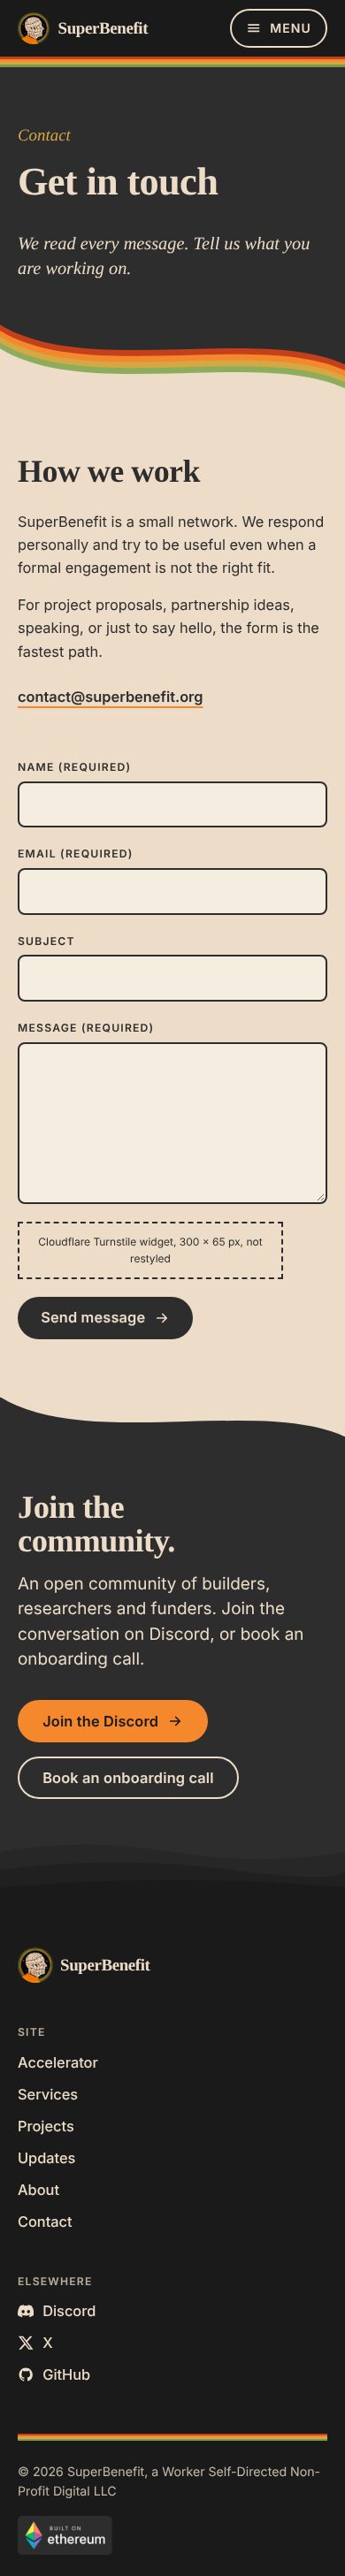 SuperBenefit
MENU
Contact
Get in touch
We read every message. Tell us what you
are working on.
How we work
SuperBenefit is a small network. We respond
personally and try to be useful even when a
formal engagement is not the right fit.
For project proposals, partnership ideas,
speaking, or just to say hello, the form is the
fastest path.
contact@superbenefit.org
NAME (REQUIRED)
EMAIL (REQUIRED)
SUBJECT
MESSAGE (REQUIRED)
Cloudflare Turnstile widget, 300 × 65 px, not
restyled
Send message →
Join the
community.
An open community of builders,
researchers and funders. Join the
conversation on Discord, or book an
onboarding call.
Join the Discord →
Book an onboarding call
SuperBenefit
SITE
Accelerator
Services
Projects
Updates
About
Contact
ELSEWHERE
Discord
X
GitHub
© 2026 SuperBenefit, a Worker Self-Directed Non-
Profit Digital LLC
BUILT ON
ethereum